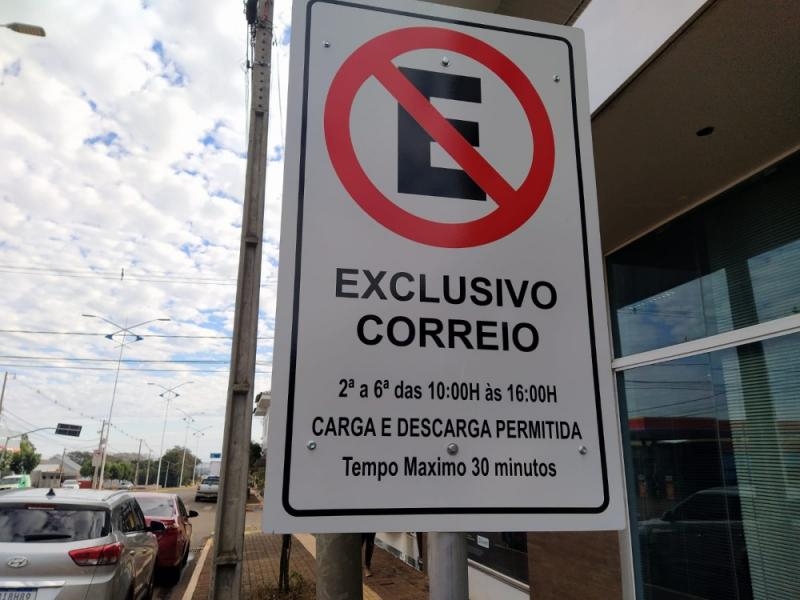 E
EXCLUSIVO
CORREIO
2ª a 6ª das 10:00H às 16:00H
CARGA E DESCARGA PERMITIDA
Tempo Maximo 30 minutos